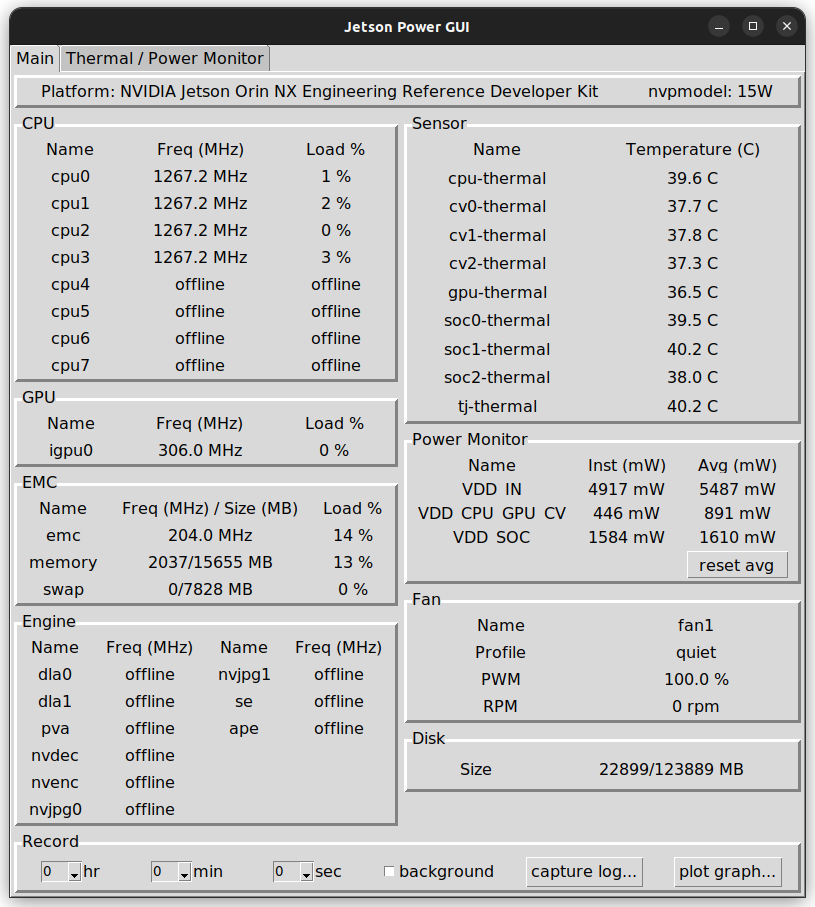 Jetson Power GUI
Main Thermal / Power Monitor
Platform: NVIDIA Jetson Orin NX Engineering Reference Developer Kit nvpmodel: 15W
CPU
Name Freq (MHz) Load %
cpu0 1267.2 MHz 1 %
cpu1 1267.2 MHz 2 %
cpu2 1267.2 MHz 0 %
cpu3 1267.2 MHz 3 %
cpu4 offline offline
cpu5 offline offline
cpu6 offline offline
cpu7 offline offline
GPU
Name Freq (MHz) Load %
igpu0 306.0 MHz 0 %
EMC
Name Freq (MHz) / Size (MB) Load %
emc 204.0 MHz 14 %
memory 2037/15655 MB 13 %
swap 0/7828 MB 0 %
Engine
Name Freq (MHz) Name Freq (MHz)
dla0 offline nvjpg1 offline
dla1 offline se offline
pva offline ape offline
nvdec offline
nvenc offline
nvjpg0 offline
Sensor
Name Temperature (C)
cpu-thermal 39.6 C
cv0-thermal 37.7 C
cv1-thermal 37.8 C
cv2-thermal 37.3 C
gpu-thermal 36.5 C
soc0-thermal 39.5 C
soc1-thermal 40.2 C
soc2-thermal 38.0 C
tj-thermal 40.2 C
Power Monitor
Name Inst (mW) Avg (mW)
VDD_IN 4917 mW 5487 mW
VDD_CPU_GPU_CV 446 mW 891 mW
VDD_SOC 1584 mW 1610 mW
reset avg
Fan
Name fan1
Profile quiet
PWM 100.0 %
RPM 0 rpm
Disk
Size 22899/123889 MB
Record
0 hr 0 min 0 sec background capture log... plot graph...